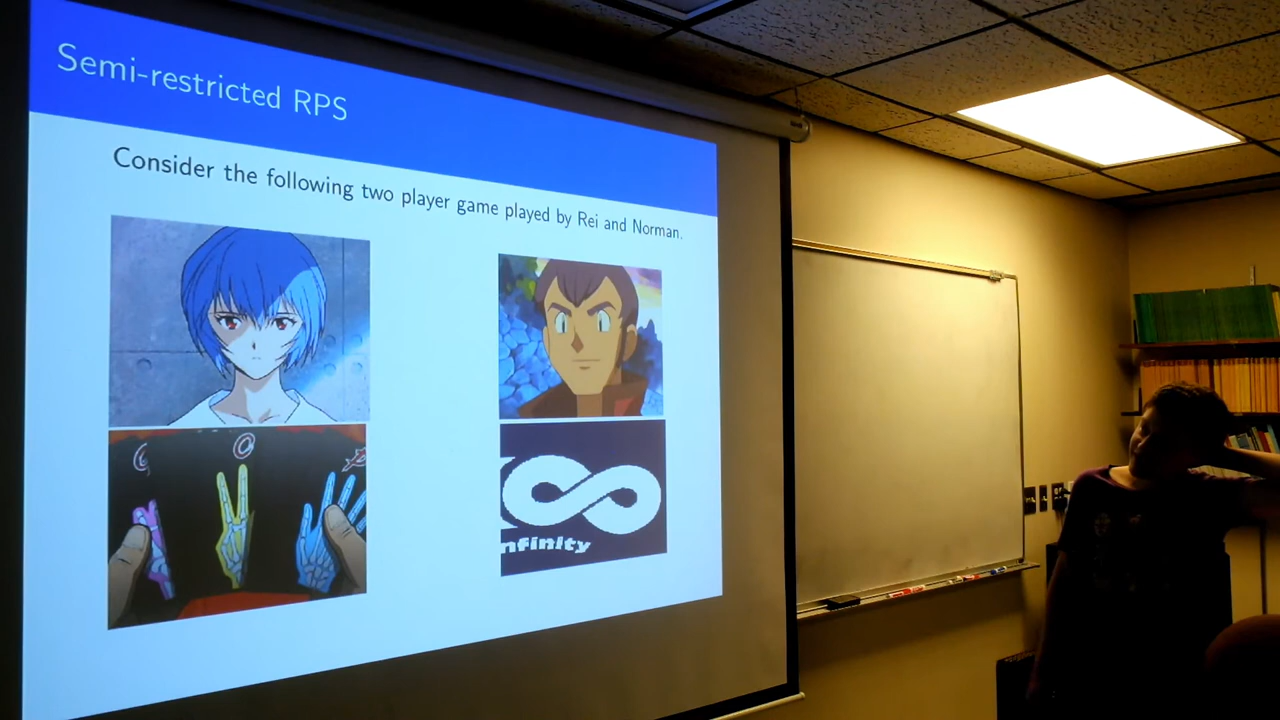 Semi-restricted RPS
Consider the following two player game played by Rei and Norman.
nfinity